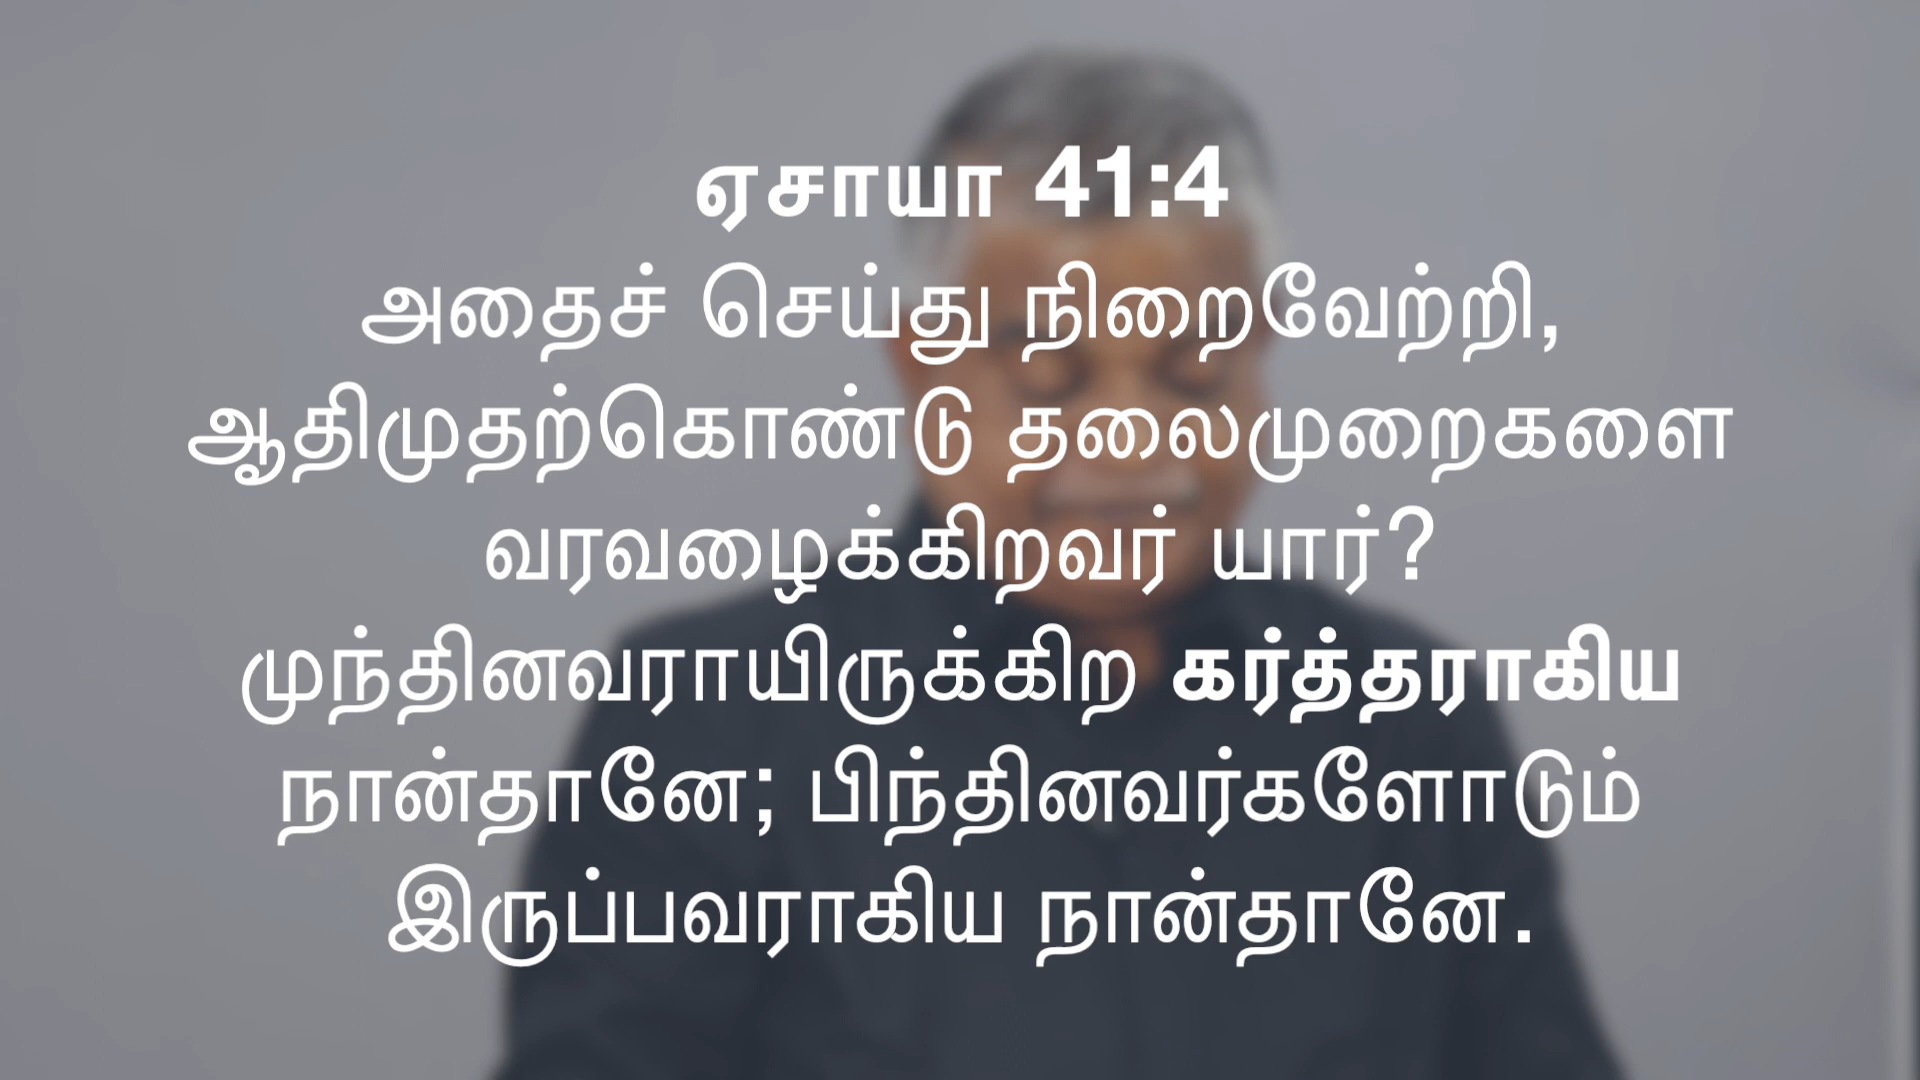 ஏசாயா 41:4
அதைச் செய்து நிறைவேற்றி,
ஆதிமுதற்கொண்டு தலைமுறைகளை
வரவழைக்கிறவர் யார்?
முந்தினவராயிருக்கிற கர்த்தராகிய
நான்தானே; பிந்தினவர்களோடும்
இருப்பவராகிய நான்தானே.